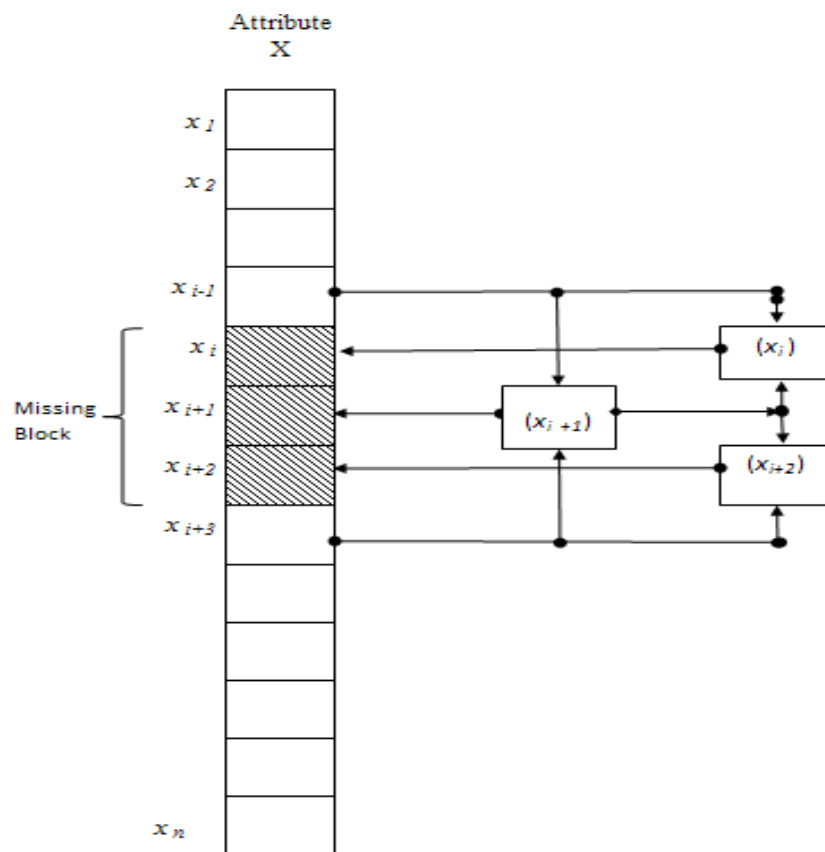 Attribute
X
x 1
x 2
x i-1
x i
(x i)
x i+1
(x i +1)
Missing
Block
x i+2
(x i+2)
x i+3
x n